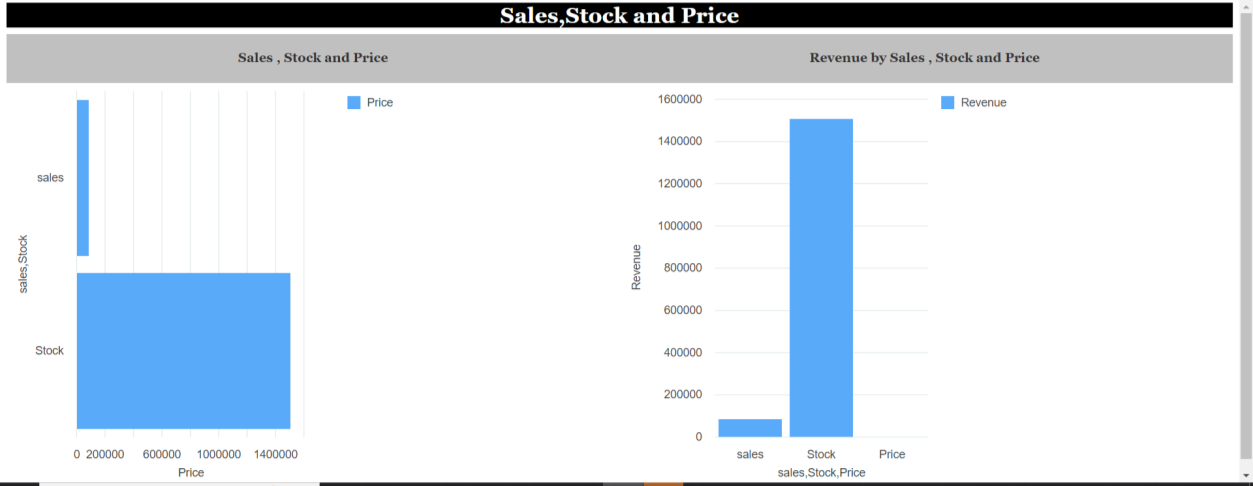 Sales,Stock and Price
Sales , Stock and Price
Revenue by Sales , Stock and Price
Price
sales
Stock
sales,Stock
0 200000 600000 1000000 1400000
Price
Revenue
1600000
1400000
1200000
1000000
800000
600000
400000
200000
0
Revenue
sales Stock Price
sales,Stock,Price